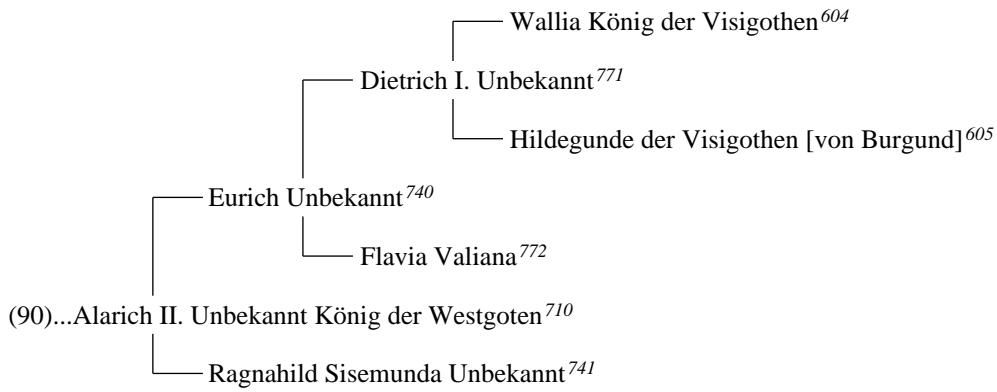 Wallia König der Visigothen604
Dietrich I. Unbekannt771
Hildegunde der Visigothen [von Burgund]605
Eurich Unbekannt740
Flavia Valiana772
(90)...Alarich II. Unbekannt König der Westgoten710
Ragnahild Sisemunda Unbekannt741